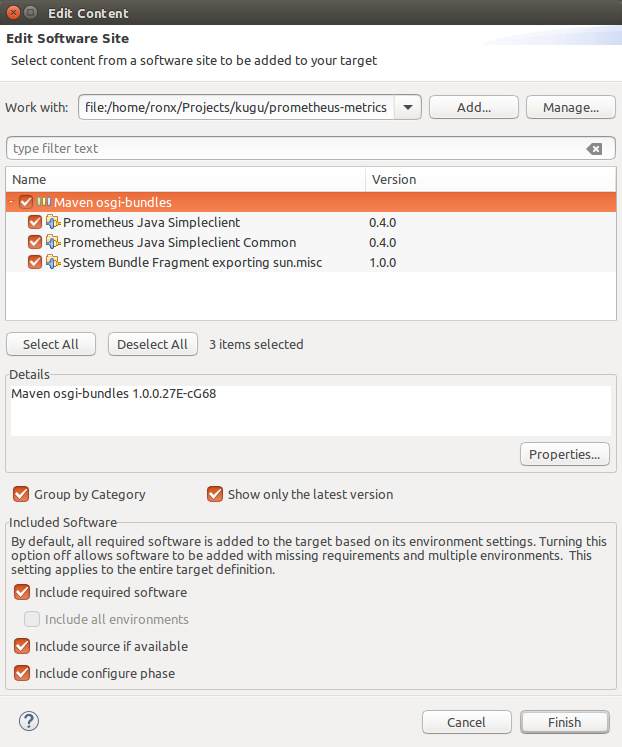 Edit Content
Edit Software Site
Select content from a software site to be added to your target
Work with: file:/home/ronx/Projects/kugu/prometheus-metrics Add... Manage...
type filter text
Name Version
Maven osgi-bundles
Prometheus Java Simpleclient 0.4.0
Prometheus Java Simpleclient Common 0.4.0
System Bundle Fragment exporting sun.misc 1.0.0
Select All Deselect All 3 items selected
Details
Maven osgi-bundles 1.0.0.27E-cG68
Properties...
Group by Category Show only the latest version
Included Software
By default, all required software is added to the target based on its environment settings. Turning this
option off allows software to be added with missing requirements and multiple environments. This
setting applies to the entire target definition.
Include required software
Include all environments
Include source if available
Include configure phase
? Cancel Finish